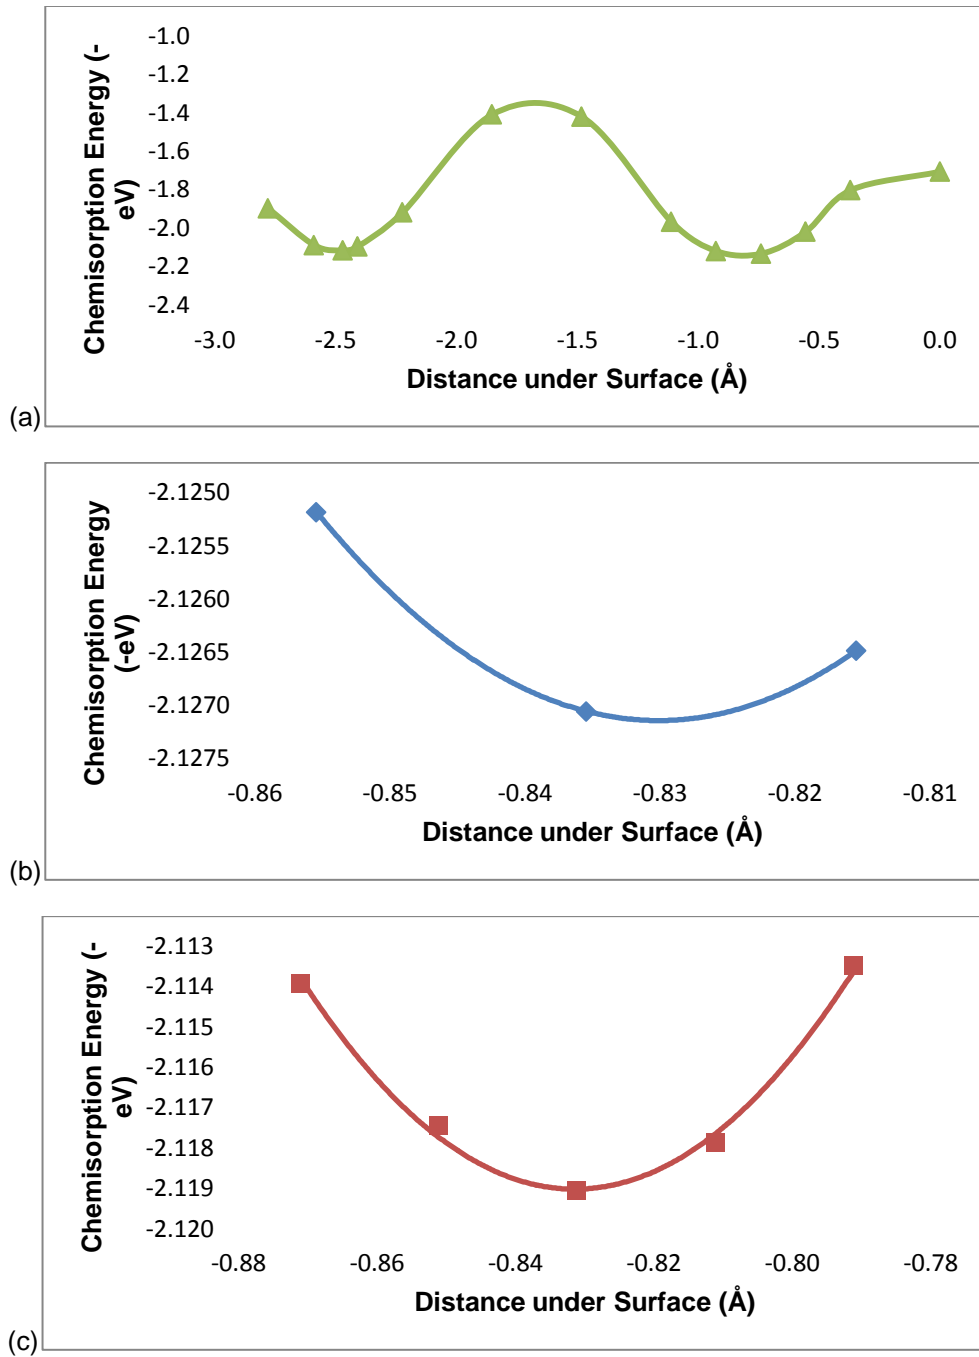 Chemisorption Energy (-
eV)
-1.0
-1.2
-1.4
-1.6
-1.8
-2.0
-2.2
-2.4
-3.0 -2.5 -2.0 -1.5 -1.0 -0.5 0.0
Distance under Surface (Å)
(a)
Chemisorption Energy
(-eV)
-2.1250
-2.1255
-2.1260
-2.1265
-2.1270
-2.1275
-0.86 -0.85 -0.84 -0.83 -0.82 -0.81
Distance under Surface (Å)
(b)
Chemisorption Energy (-
eV)
-2.113
-2.114
-2.115
-2.116
-2.117
-2.118
-2.119
-2.120
-0.88 -0.86 -0.84 -0.82 -0.80 -0.78
Distance under Surface (Å)
(c)